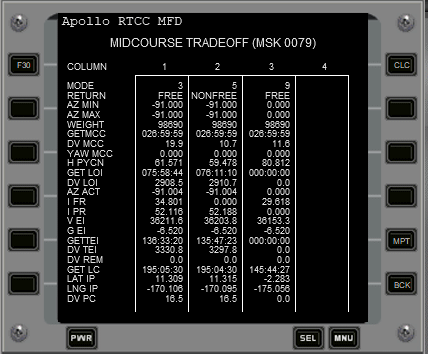 Apollo RTCC MFD
MIDCOURSE TRADEOFF (MSK 0079)
F30
CLC
COLUMN 1 2 3 4
MODE 3 5 9
RETURN FREE NONFREE FREE
AZ MIN -91.000 -91.000 0.000
AZ MAX -91.000 -91.000 0.000
WEIGHT 98690 98690 98690
GETMCC 026:59:59 026:59:59 026:59:59
DV MCC 19.9 10.7 11.6
YAW MCC 0.000 0.000 0.000
H PYCN 61.571 59.478 80.812
GET LOI 075:58:44 076:11:10 000:00:00
DV LOI 2908.5 2910.7 0.0
AZ ACT -91.004 -91.004 0.000
I FR 34.801 0.000 29.618
I PR 52.116 52.188 0.000
V EI 36211.6 36203.8 36153.3
G EI -6.520 -6.520 -6.520
GETTEI 136:33:20 135:47:23 000:00:00
MPT
DV TEI 3330.8 3297.8 0.0
DV REM 0.0 0.0 0.0
GET LC 195:05:30 195:04:30 145:44:27
LAT IP 11.309 11.315 -2.283
BCK
LNG IP -170.106 -170.095 -175.056
DV PC 16.5 16.5 0.0
PWR SEL MNU